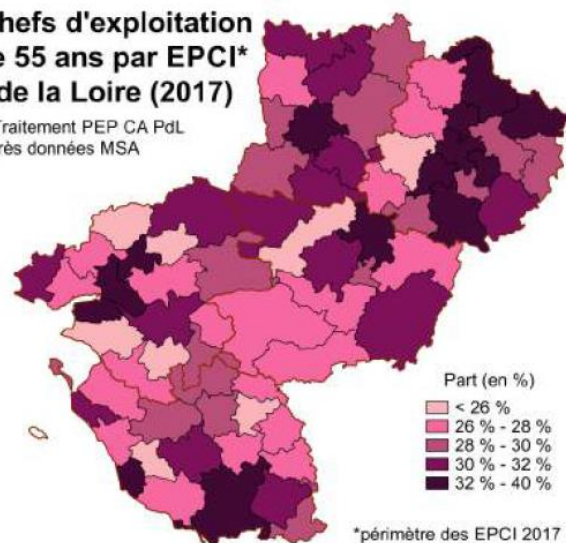 hefs d'exploitation
e 55 ans par EPCI*
de la Loire (2017)
Traitement PEP CA PdL
rès données MSA
Part (en %)
< 26 %
26 % - 28 %
28 % - 30 %
30 % - 32 %
32 % - 40 %
*périmètre des EPCI 2017